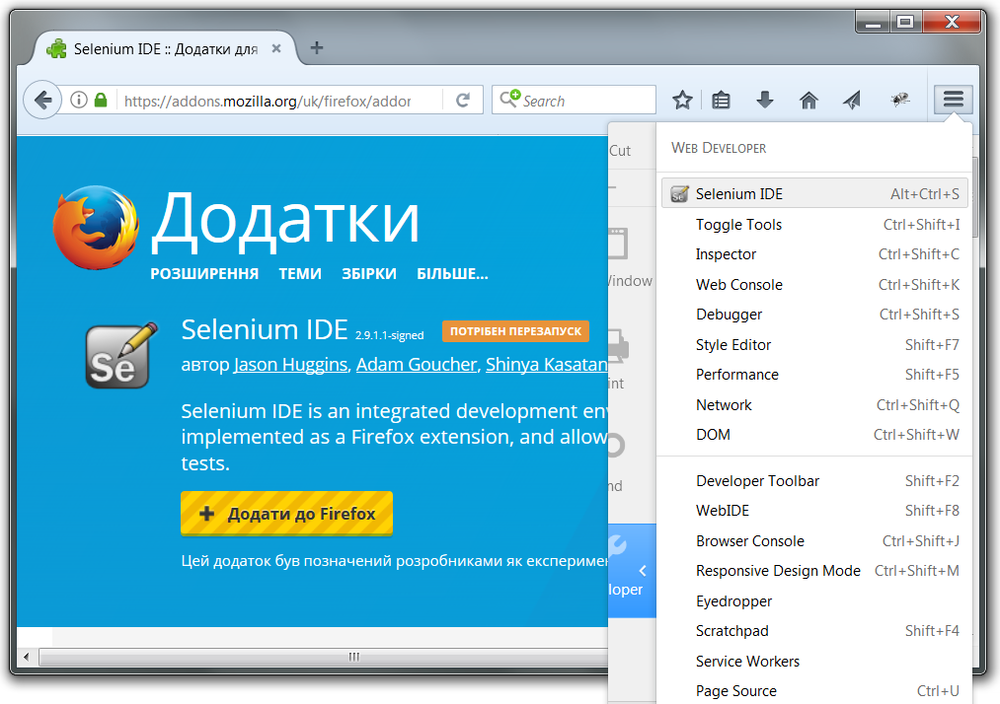 Selenium IDE :: Додатки для
https://addons.mozilla.org/uk/firefox/addor
Search
Додатки
РОЗШИРЕННЯ ТЕМИ ЗБІРКИ БІЛЬШЕ...
Se
Selenium IDE 2.9.1.1-signed ПОТРІБЕН ПЕРЕЗАПУСК
автор Jason Huggins, Adam Goucher, Shinya Kasatan
Selenium IDE is an integrated development env
implemented as a Firefox extension, and allow
tests.
Додати до Firefox
Цей додаток був позначений розробниками як експеримен
Cut
Window
int
nd
loper
WEB DEVELOPER
Se Selenium IDE Alt+Ctrl+S
Toggle Tools Ctrl+Shift+I
Inspector Ctrl+Shift+C
Web Console Ctrl+Shift+K
Debugger Ctrl+Shift+S
Style Editor Shift+F7
Performance Shift+F5
Network Ctrl+Shift+Q
DOM Ctrl+Shift+W
Developer Toolbar Shift+F2
WebIDE Shift+F8
Browser Console Ctrl+Shift+J
Responsive Design Mode Ctrl+Shift+M
Eyedropper
Scratchpad Shift+F4
Service Workers
Page Source Ctrl+U